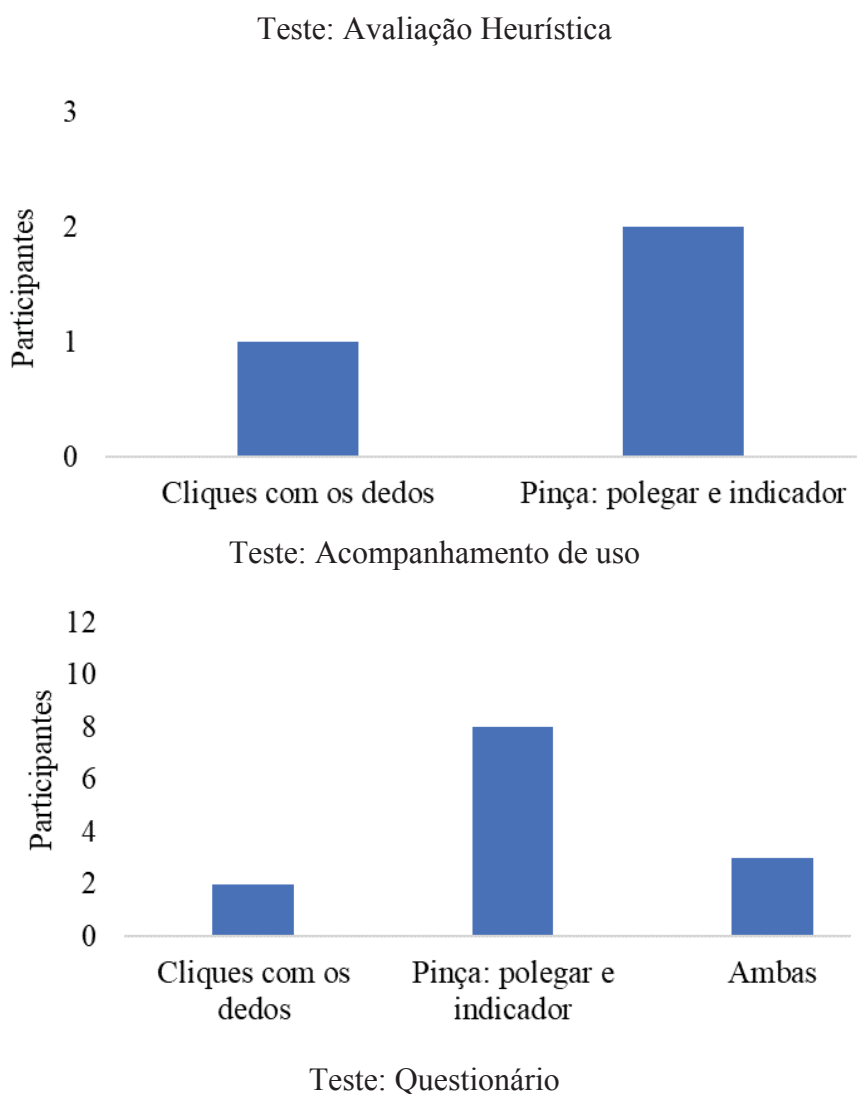 Teste: Avaliação Heurística
3
2
1
0
Participantes
Cliques com os dedos
Pinça: polegar e indicador
Teste: Acompanhamento de uso
12
10
8
6
4
2
0
Participantes
Cliques com os
dedos
Pinça: polegar e
indicador
Ambas
Teste: Questionário